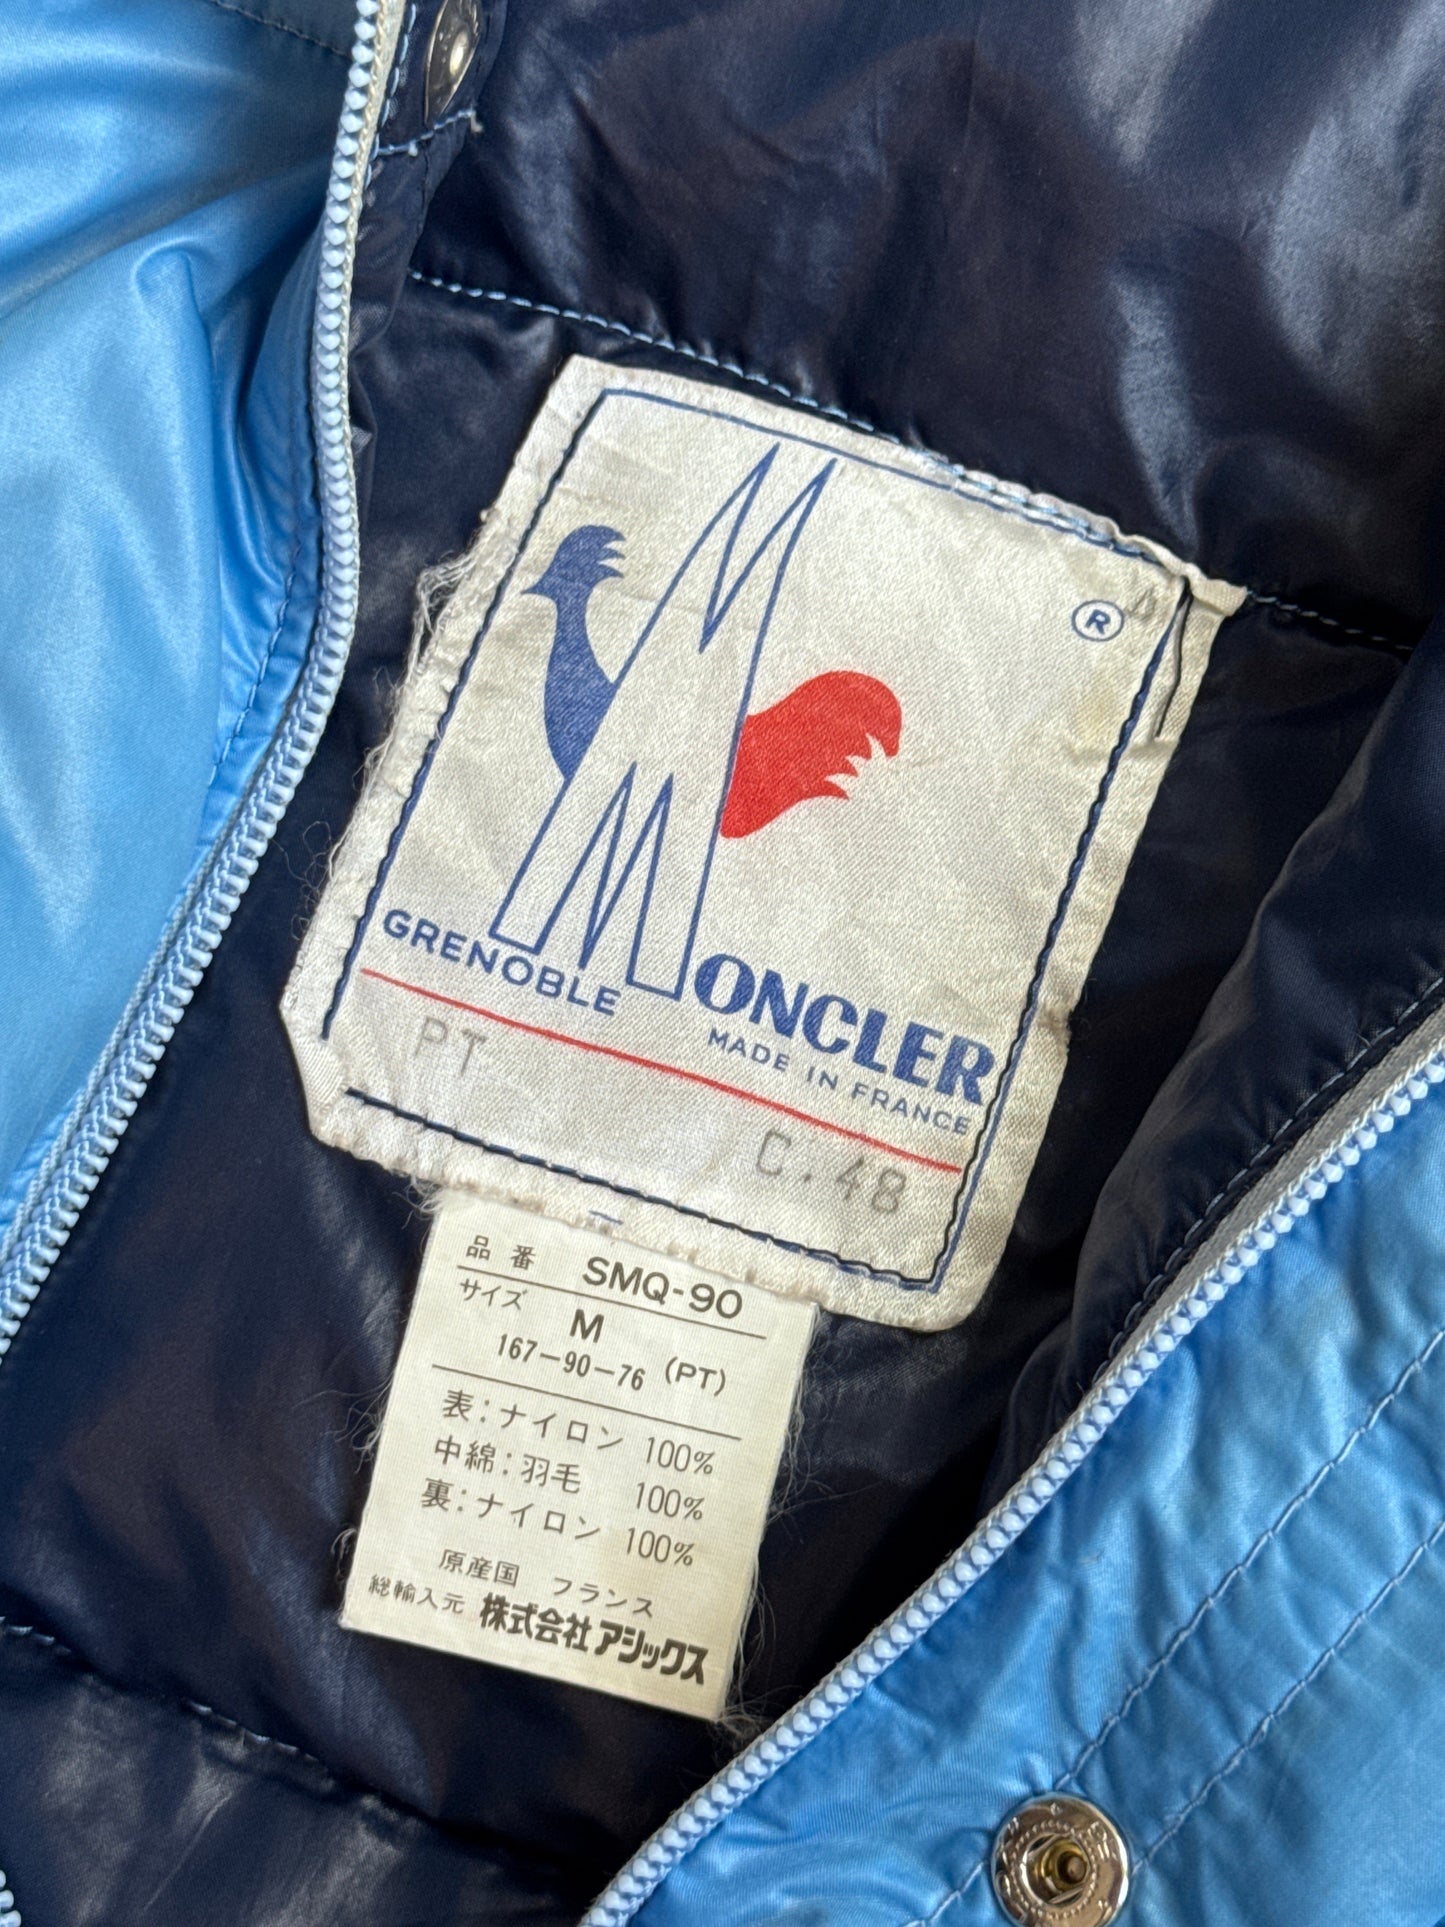 ®
GRENOBLE MONCLER
MADE IN FRANCE
PT
C.48
品番 SMQ-90
サイズ M
167-90-76 (PT)
表:ナイロン 100%
中綿:羽毛 100%
裏:ナイロン 100%
原産国 フランス
総輸入元 株式会社アシックス